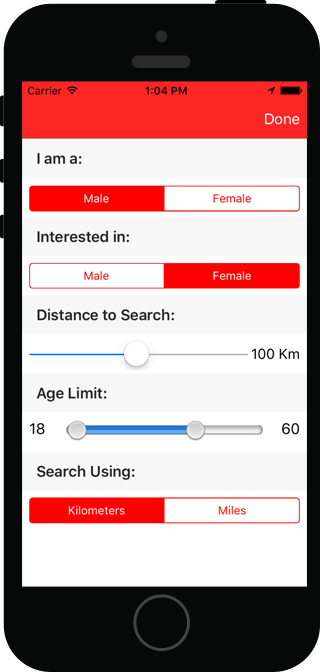 Carrier 1:04 PM
Done
I am a:
Male Female
Interested in:
Male Female
Distance to Search:
100 Km
Age Limit:
18 60
Search Using:
Kilometers Miles